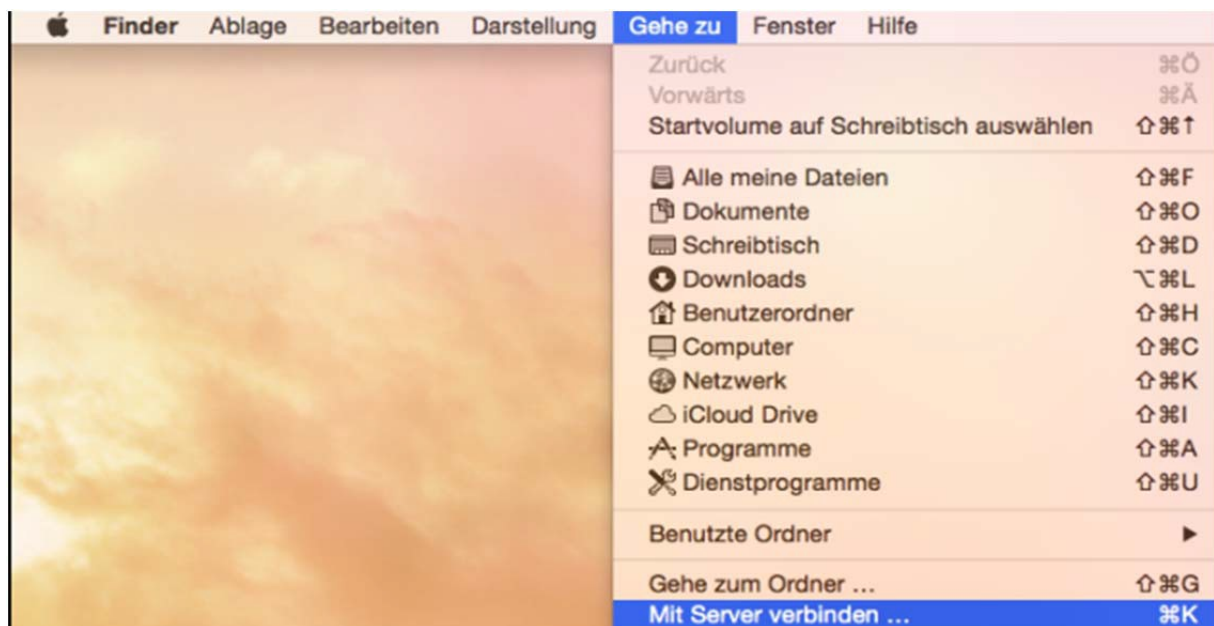 Finder Ablage Bearbeiten Darstellung Gehe zu Fenster Hilfe
Zurück ⌘Ö
Vorwärts ⌘Ä
Startvolume auf Schreibtisch auswählen ⇧⌘↑
Alle meine Dateien ⇧⌘F
Dokumente ⇧⌘O
Schreibtisch ⇧⌘D
Downloads ⌥⌘L
Benutzerordner ⇧⌘H
Computer ⇧⌘C
Netzwerk ⇧⌘K
iCloud Drive ⇧⌘I
Programme ⇧⌘A
Dienstprogramme ⇧⌘U
Benutzte Ordner ▶
Gehe zum Ordner ... ⇧⌘G
Mit Server verbinden ... ⌘K